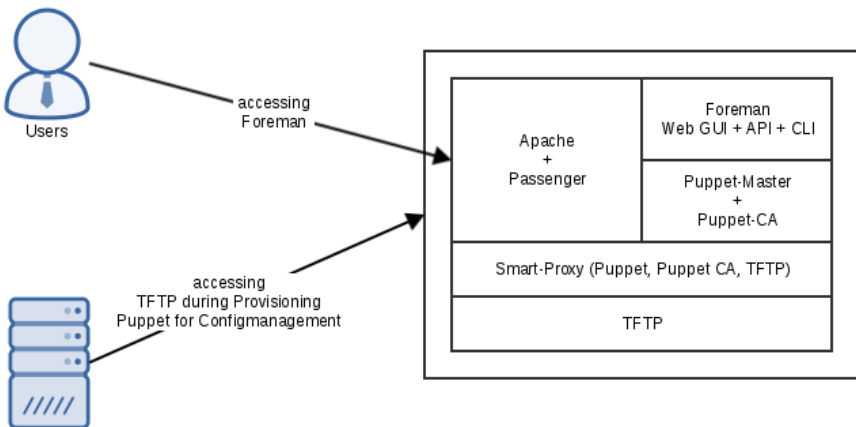 Users
accessing
Foreman
accessing
TFTP during Provisioning
Puppet for Configmanagement
Apache
+
Passenger
Foreman
Web GUI + API + CLI
Puppet-Master
+
Puppet-CA
Smart-Proxy (Puppet, Puppet CA, TFTP)
TFTP